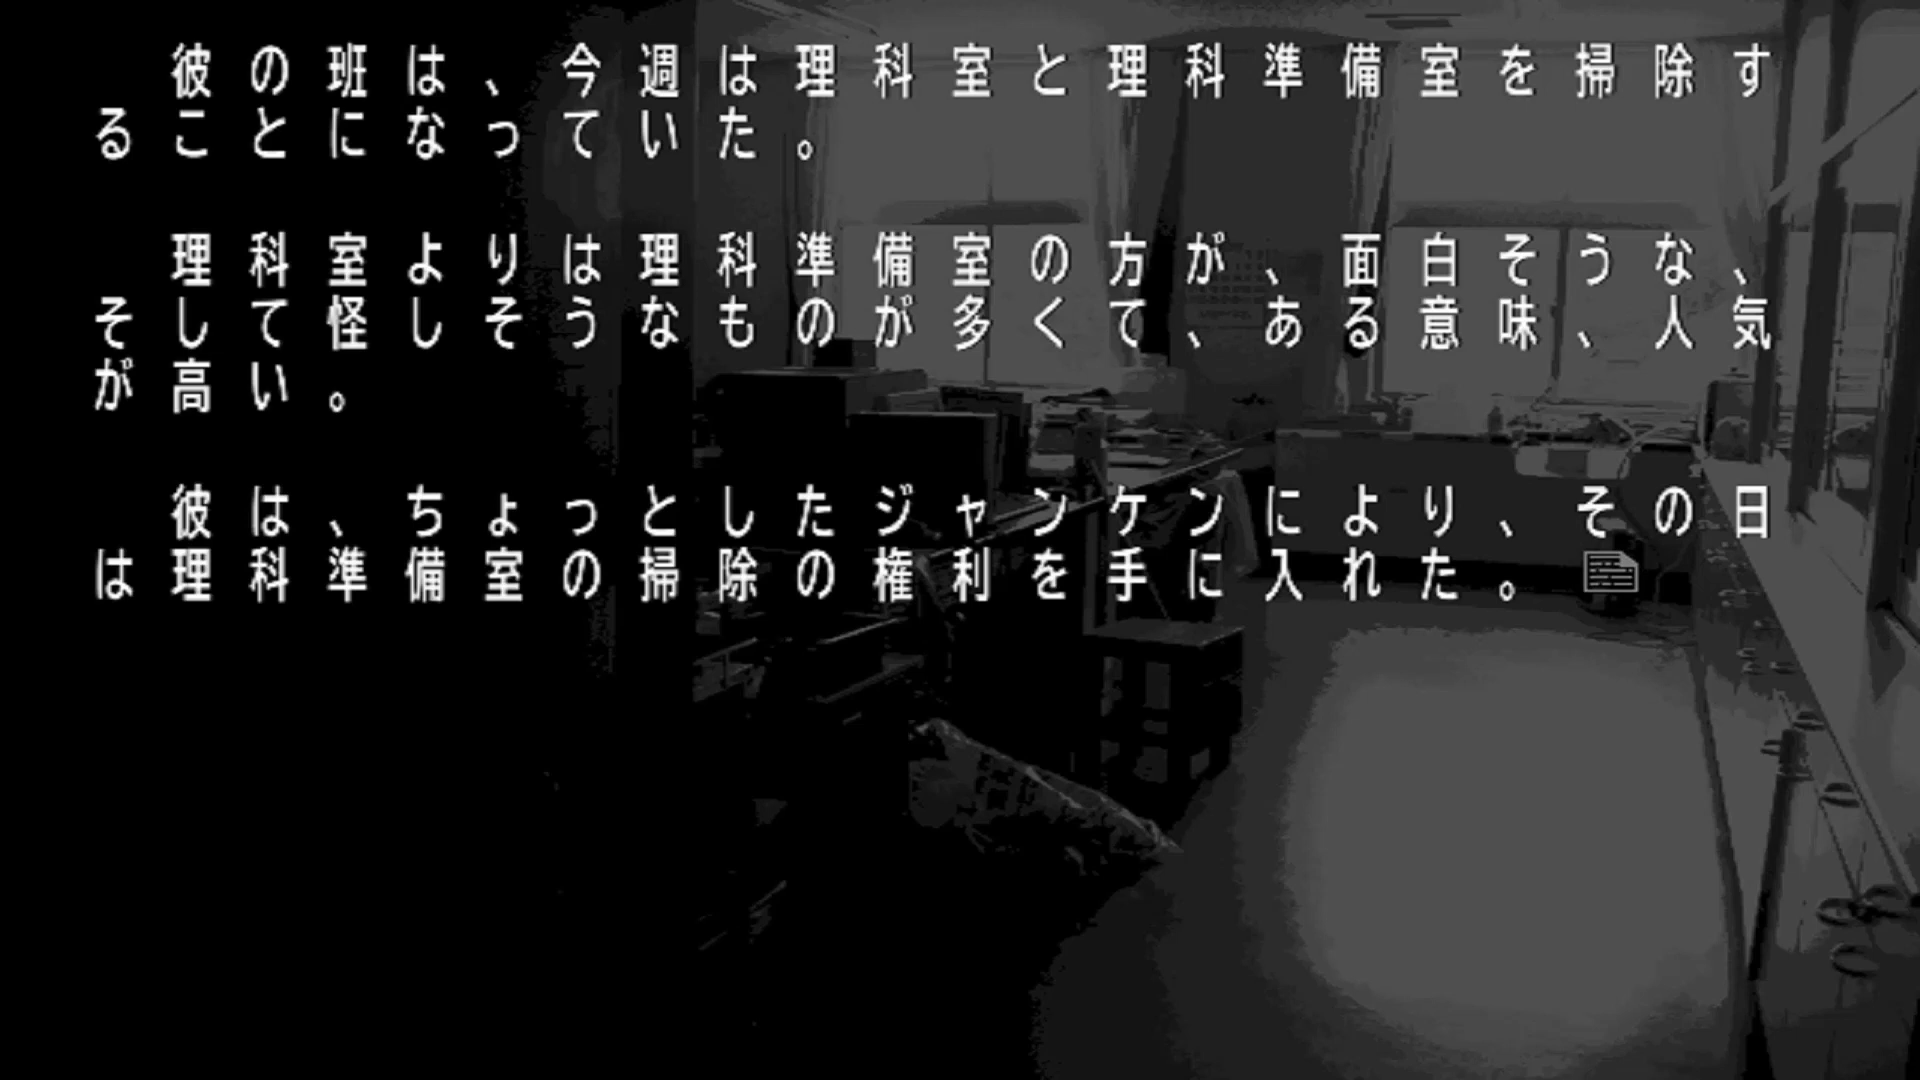 彼の班は、今週は理科室と理科準備室を掃除す
ることになっていた。
理科室よりは理科準備室の方が、面白そうな、
そして怪しそうなものが多くて、ある意味、人気
が高い。
彼は、ちょっとしたジャンケンにより、その日
は理科準備室の掃除の権利を手に入れた。